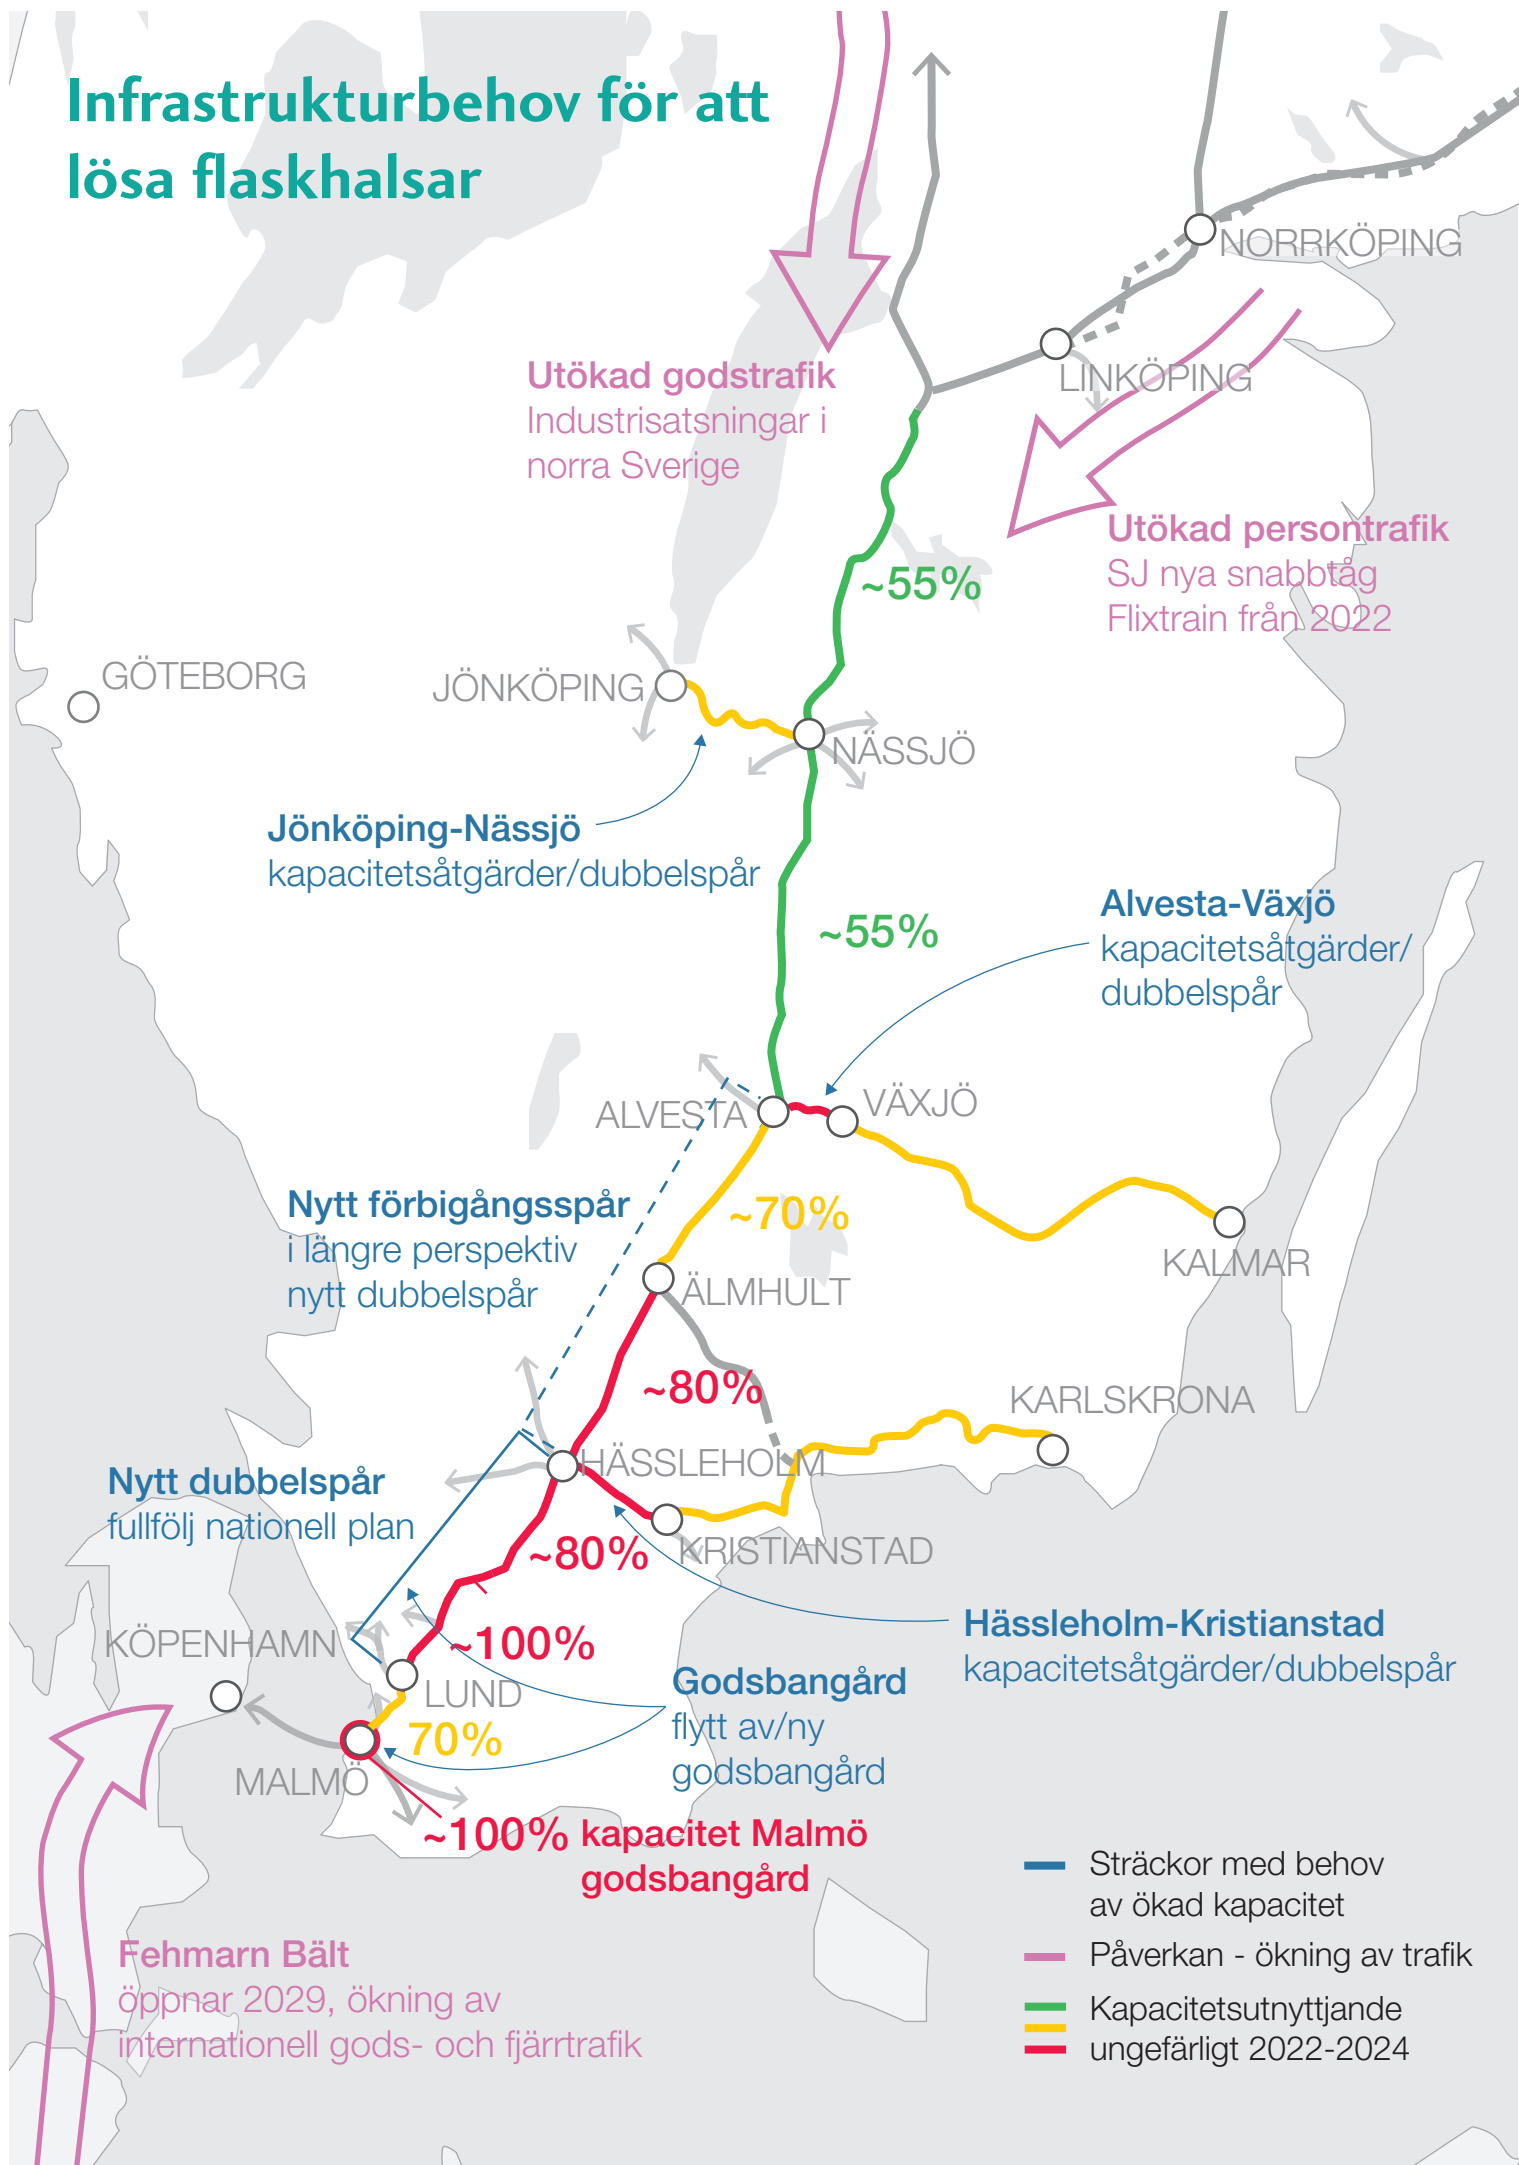 Infrastrukturbehov för att
lösa flaskhalsar
NORRKÖPING
LINKÖPING
Utökad godstrafik
Industrisatsningar i
norra Sverige
Utökad persontrafik
SJ nya snabbtåg
Flixtrain från 2022
~55%
GÖTEBORG
JÖNKÖPING
NÄSSJÖ
Jönköping-Nässjö
kapacitetsåtgärder/dubbelspår
~55%
Alvesta-Växjö
kapacitetsåtgärder/
dubbelspår
ALVESTA
VÄXJÖ
Nytt förbigångsspår
i längre perspektiv
nytt dubbelspår
~70%
KALMAR
ÄLMHULT
~80%
KARLSKRONA
HÄSSLEHOLM
Nytt dubbelspår
fullfölj nationell plan
~80%
KRISTIANSTAD
Hässleholm-Kristianstad
kapacitetsåtgärder/dubbelspår
KÖPENHAMN
~100%
LUND
Godsbangård
flytt av/ny
godsbangård
70%
MALMÖ
~100% kapacitet Malmö
godsbangård
Fehmarn Bält
öppnar 2029, ökning av
internationell gods- och fjärrtrafik
Sträckor med behov
av ökad kapacitet
Påverkan - ökning av trafik
Kapacitetsutnyttjande
ungefärligt 2022-2024